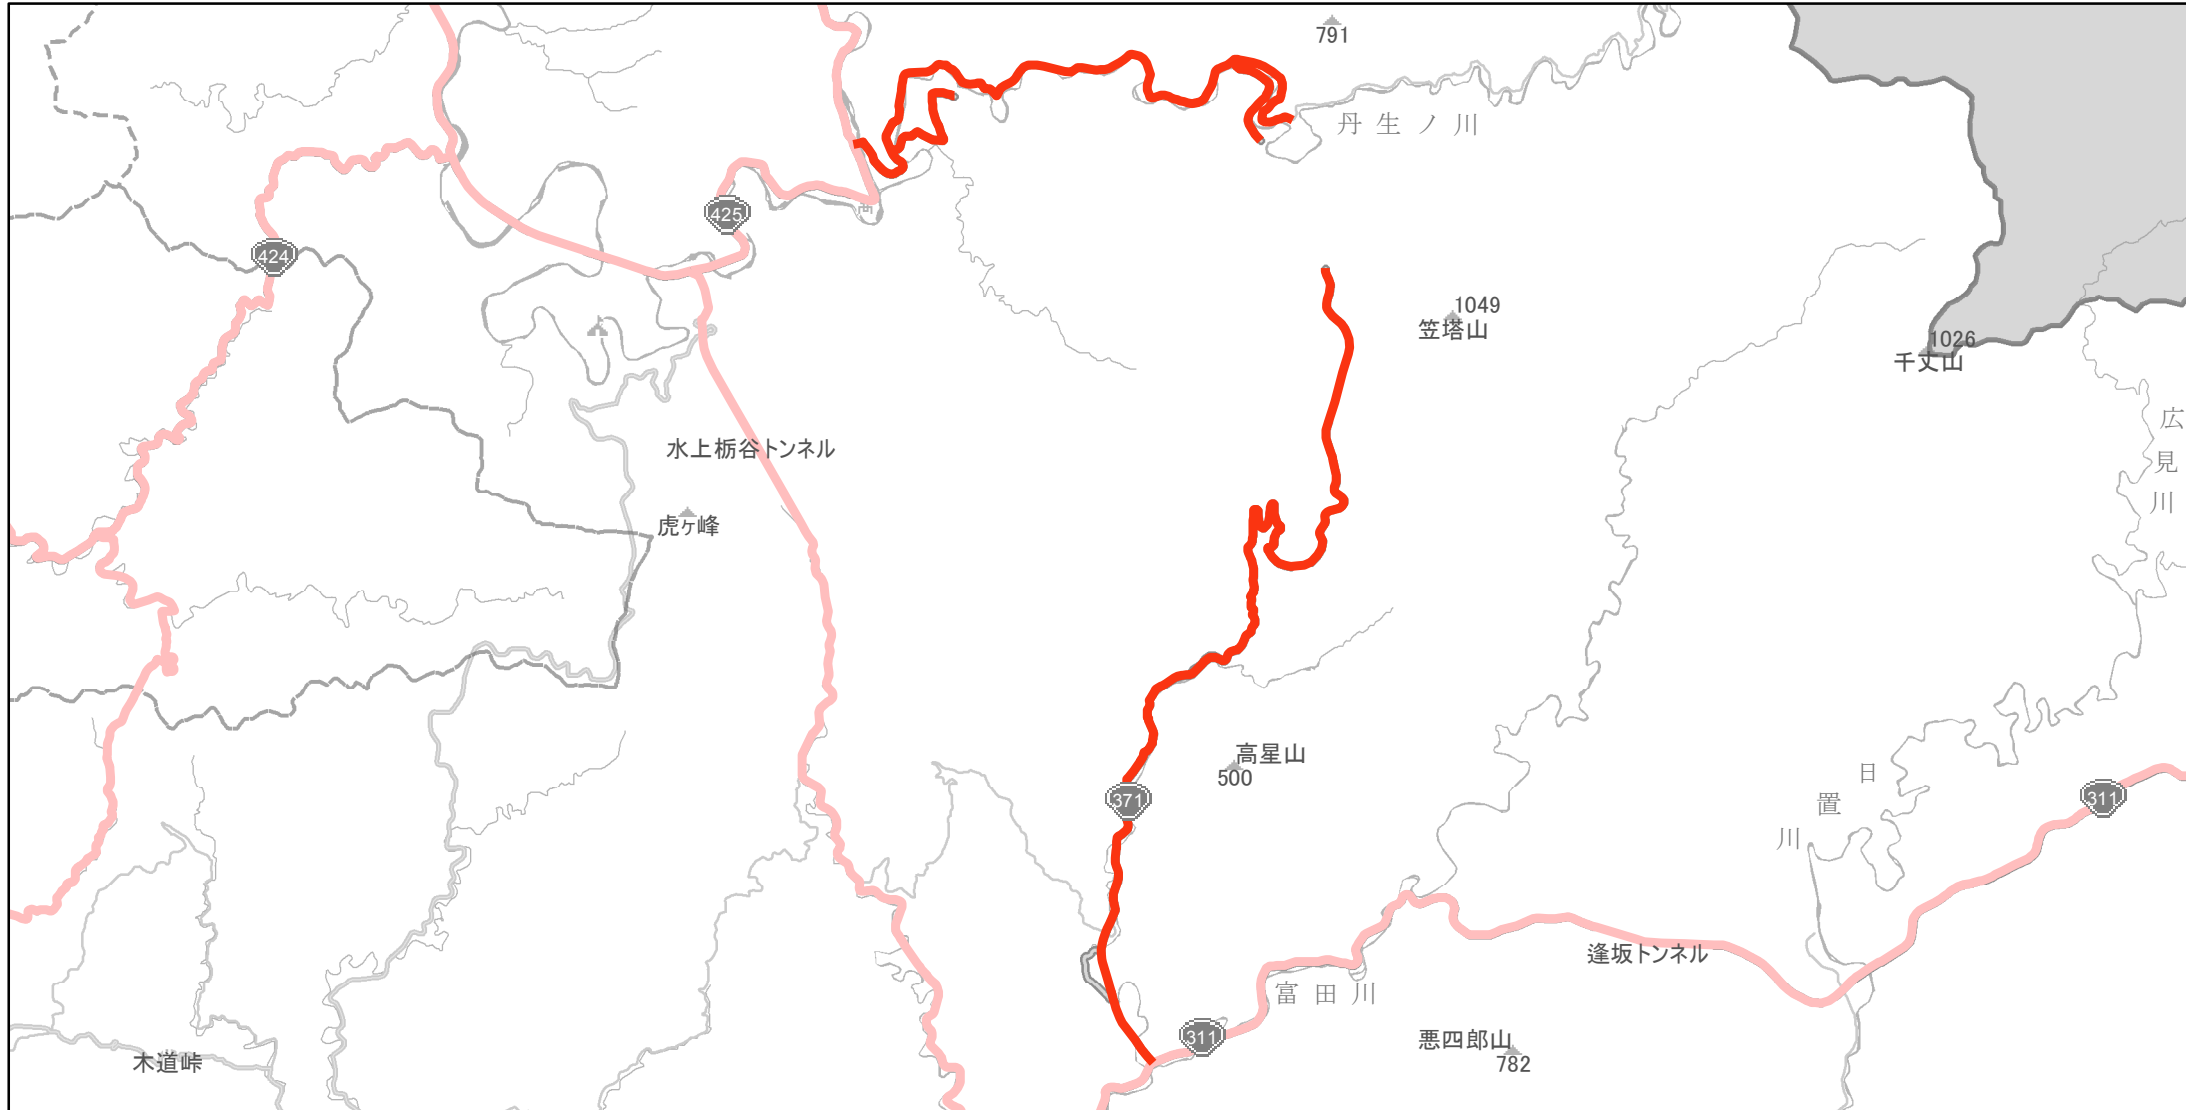 791
丹生ノ川
425
424
1049
笠塔山
1026
千丈山
広見川
水上栃谷トンネル
虎ヶ峰
高星山
500
371
日置川
311
逢坂トンネル
富田川
311
悪四郎山
782
木道峠